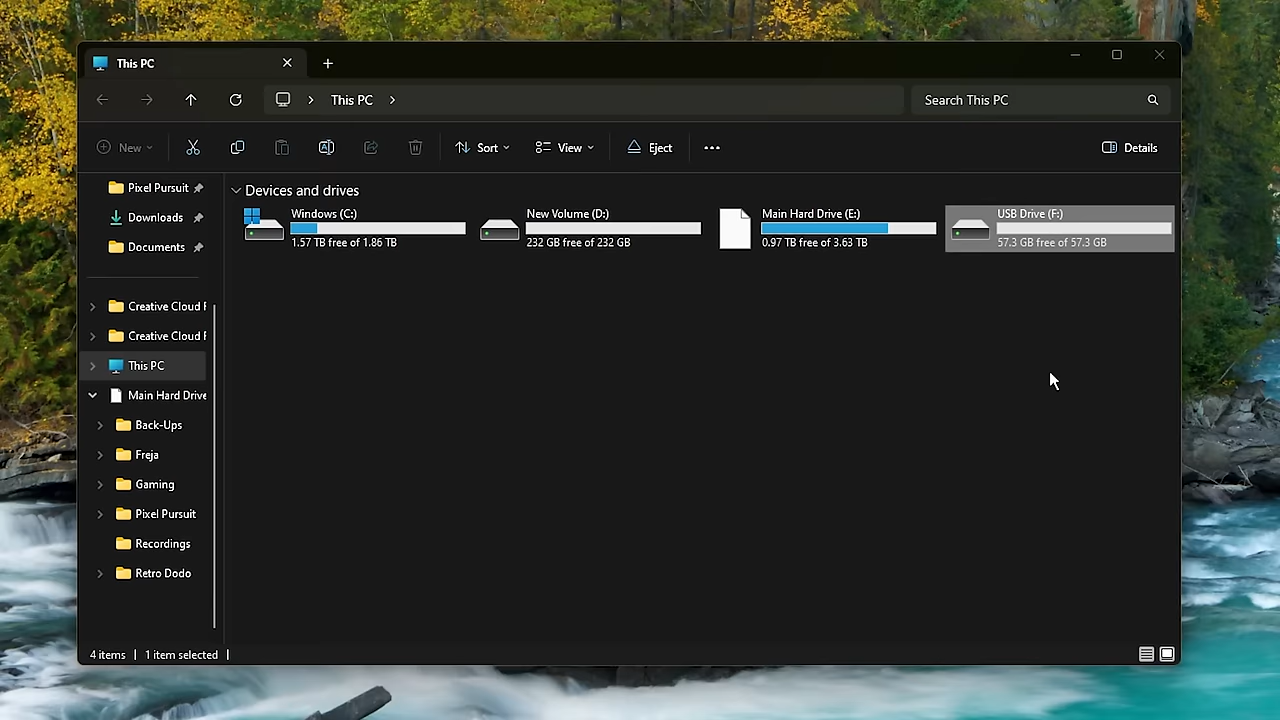 This PC
This PC
Search This PC
New
Sort
View
Eject
Details
Pixel Pursuit
Downloads
Documents
Creative Cloud F
Creative Cloud F
This PC
Main Hard Drive
Back-Ups
Freja
Gaming
Pixel Pursuit
Recordings
Retro Dodo
Devices and drives
Windows (C:)
1.57 TB free of 1.86 TB
New Volume (D:)
232 GB free of 232 GB
Main Hard Drive (E:)
0.97 TB free of 3.63 TB
USB Drive (F:)
57.3 GB free of 57.3 GB
4 items
1 item selected